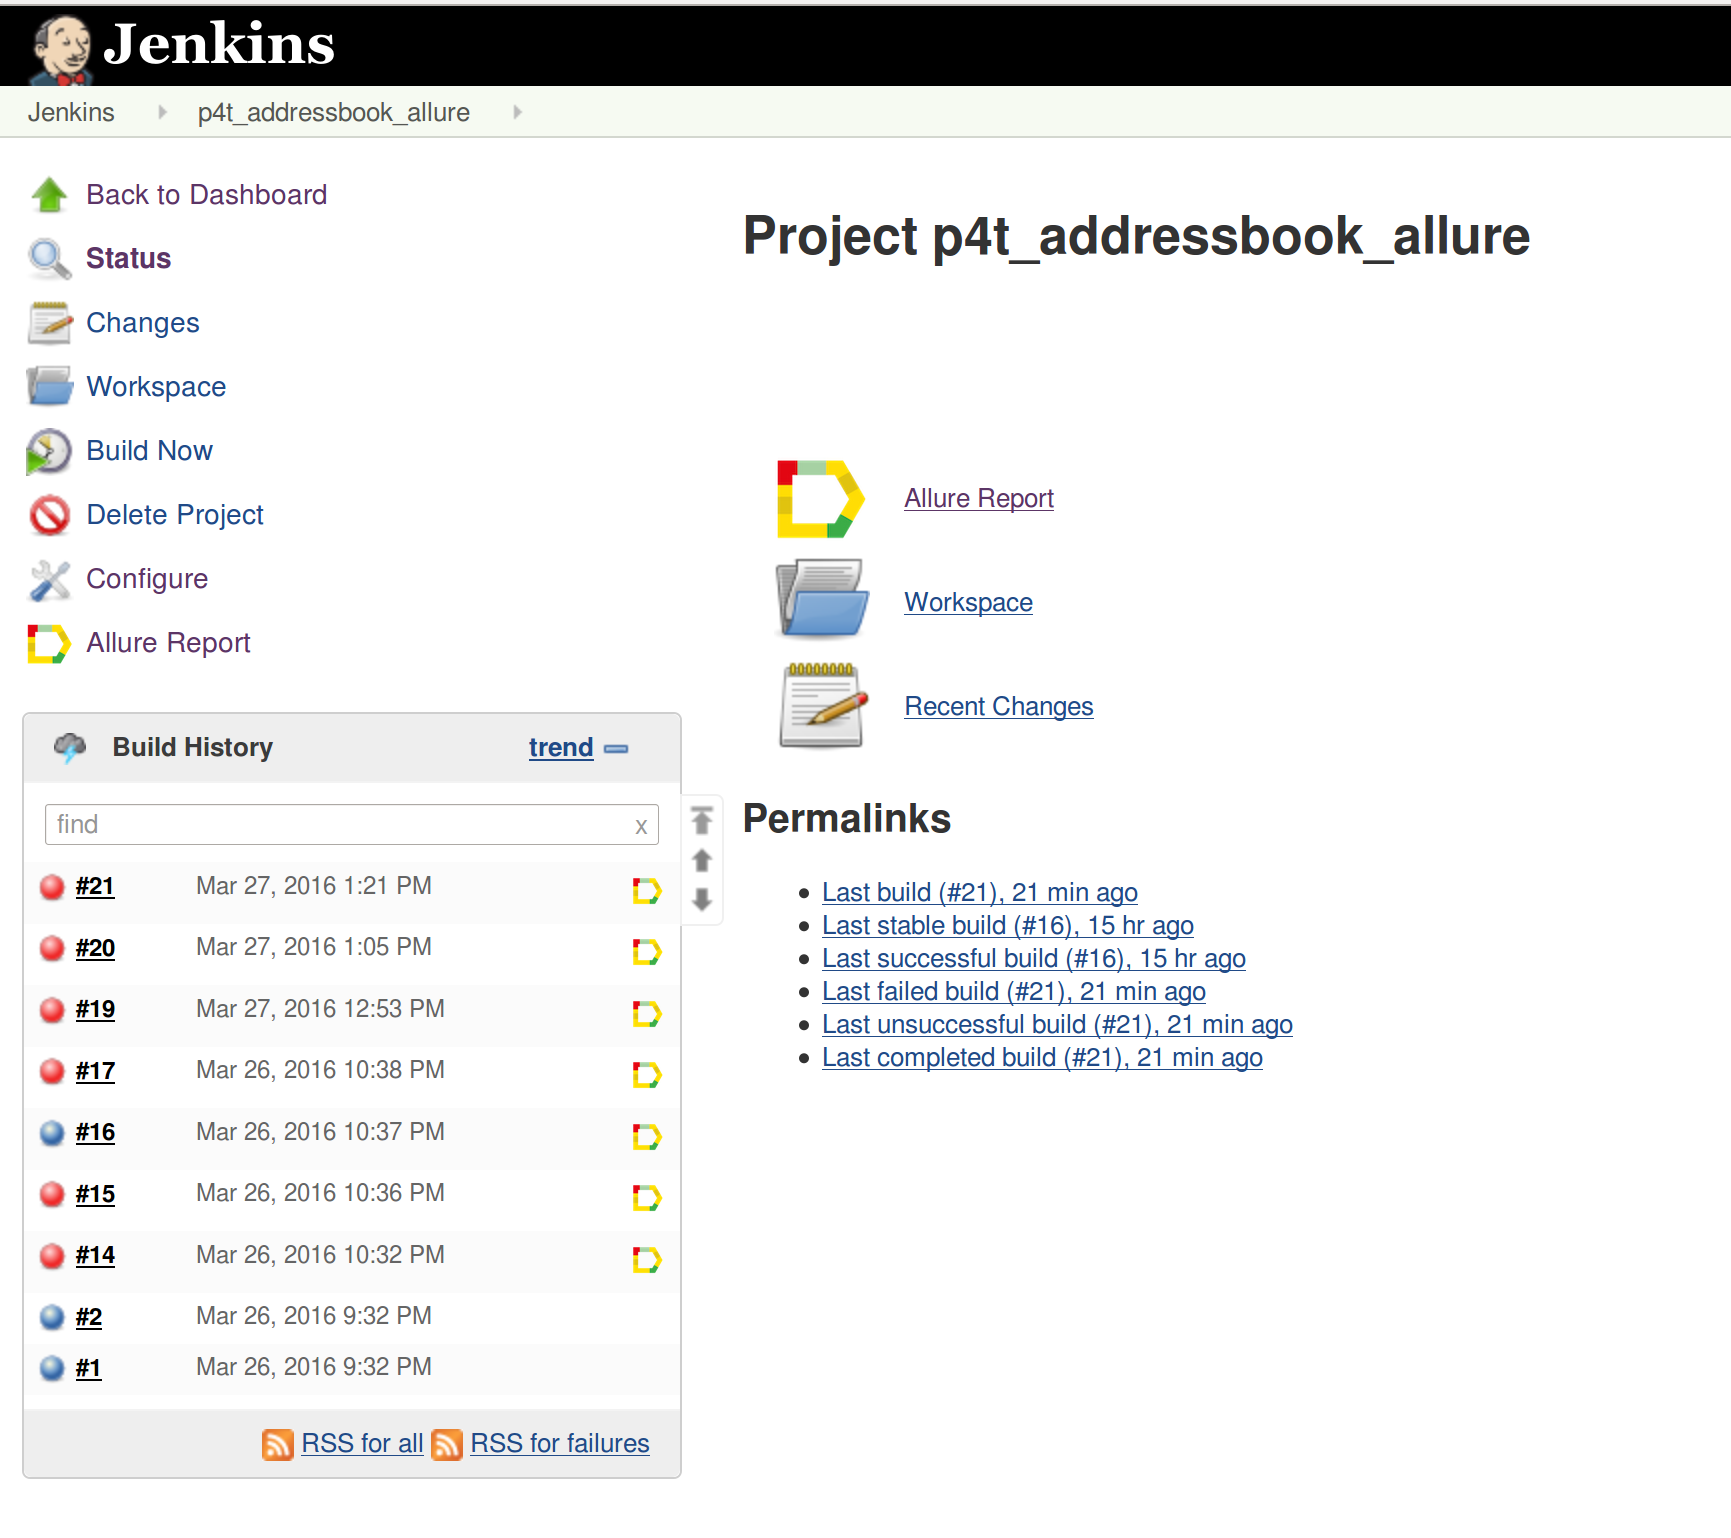 Jenkins
Jenkins p4t_addressbook_allure
Back to Dashboard
Status
Changes
Workspace
Build Now
Delete Project
Configure
Allure Report
Build History trend
find x
#21 Mar 27, 2016 1:21 PM
#20 Mar 27, 2016 1:05 PM
#19 Mar 27, 2016 12:53 PM
#17 Mar 26, 2016 10:38 PM
#16 Mar 26, 2016 10:37 PM
#15 Mar 26, 2016 10:36 PM
#14 Mar 26, 2016 10:32 PM
#2 Mar 26, 2016 9:32 PM
#1 Mar 26, 2016 9:32 PM
RSS for all RSS for failures
Project p4t_addressbook_allure
Allure Report
Workspace
Recent Changes
Permalinks
Last build (#21), 21 min ago
Last stable build (#16), 15 hr ago
Last successful build (#16), 15 hr ago
Last failed build (#21), 21 min ago
Last unsuccessful build (#21), 21 min ago
Last completed build (#21), 21 min ago